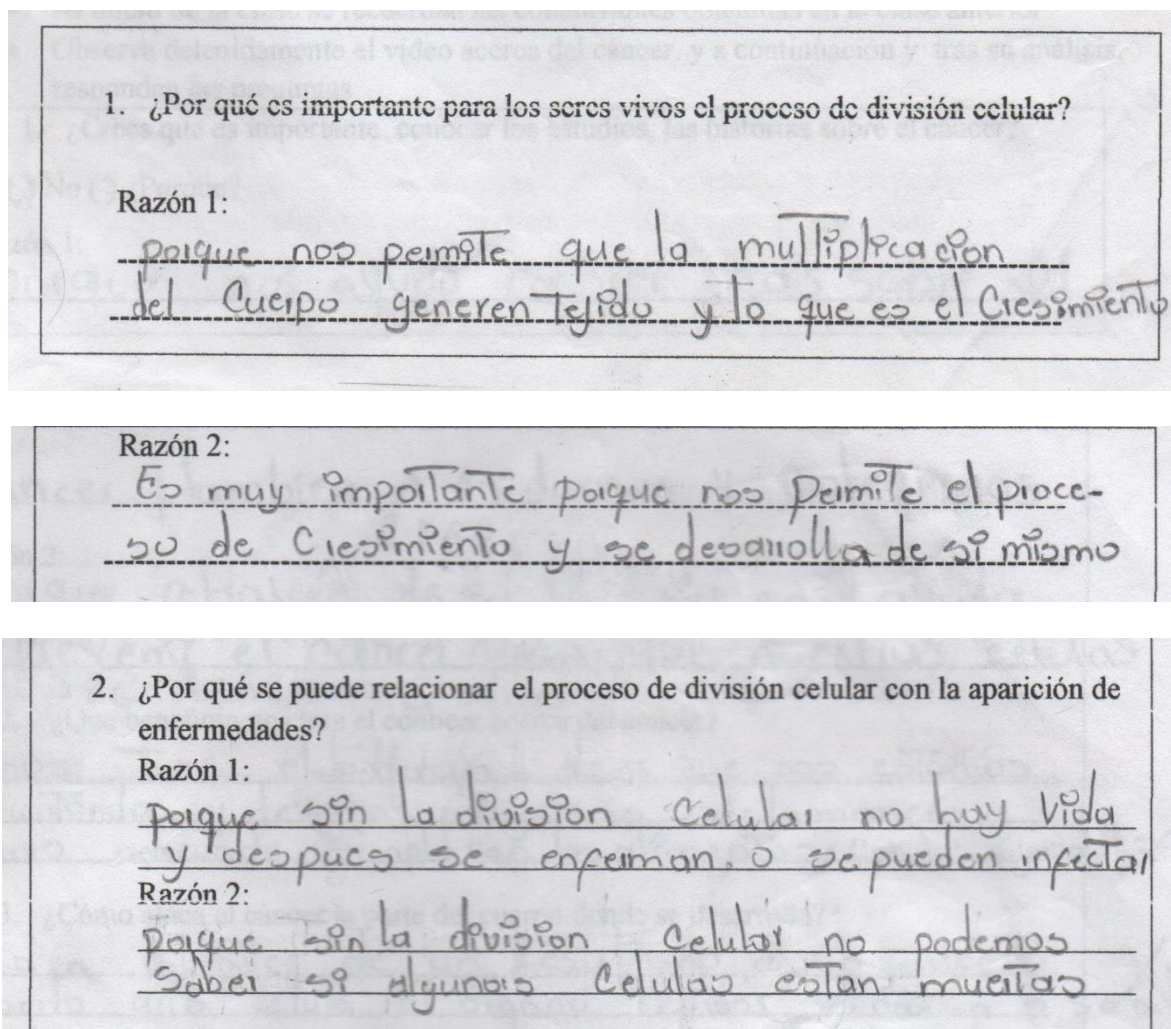 1. ¿Por qué es importante para los seres vivos el proceso de división celular?
Razón 1:
porque nos permite que la multiplicacion
del cuerpo generen tejido y lo que es el Cresimiento
Razón 2:
Es muy importante porque nos permite el proce-
so de Cresimiento y se desarrolla de si mismo
2. ¿Por qué se puede relacionar el proceso de división celular con la aparición de
enfermedades?
Razón 1:
Porque sin la division Celular no hay Vida
y despues se enferman o se pueden infectar
Razón 2:
porque sin la division Celular no podemos
Saber si algunas Celulas estan muertas